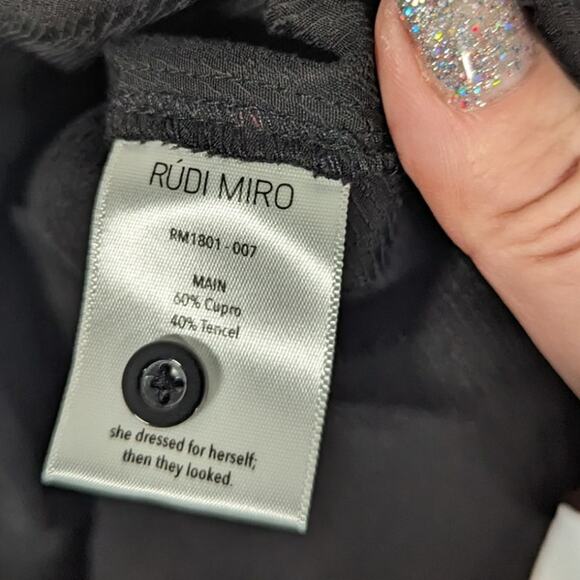 RÚDI MIRO
RM1801-007
MAIN
60% Cupro
40% Tencel
she dressed for herself;
then they looked.